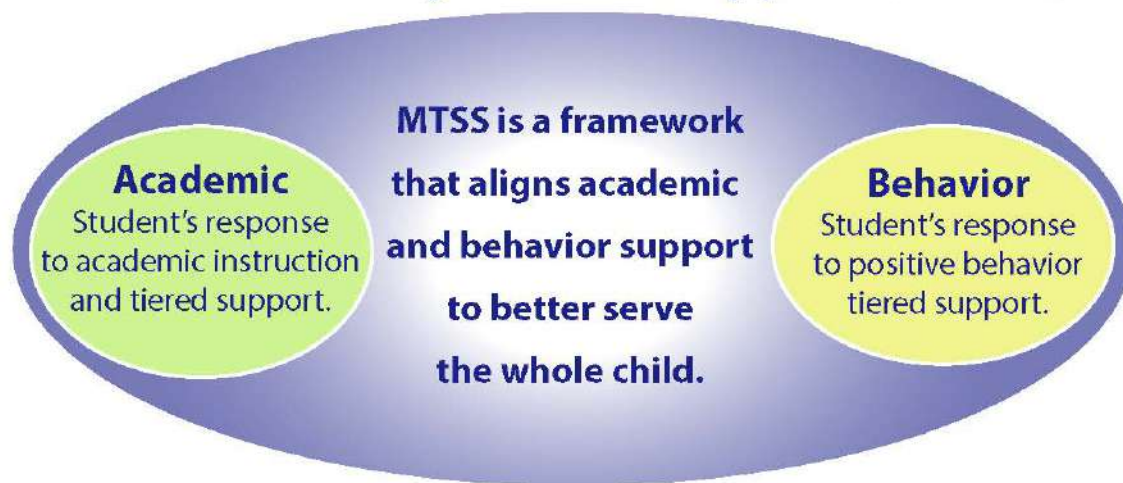 MTSS is a framework
that aligns academic
and behavior support
to better serve
the whole child.
Academic
Student's response
to academic instruction
and tiered support.
Behavior
Student's response
to positive behavior
tiered support.